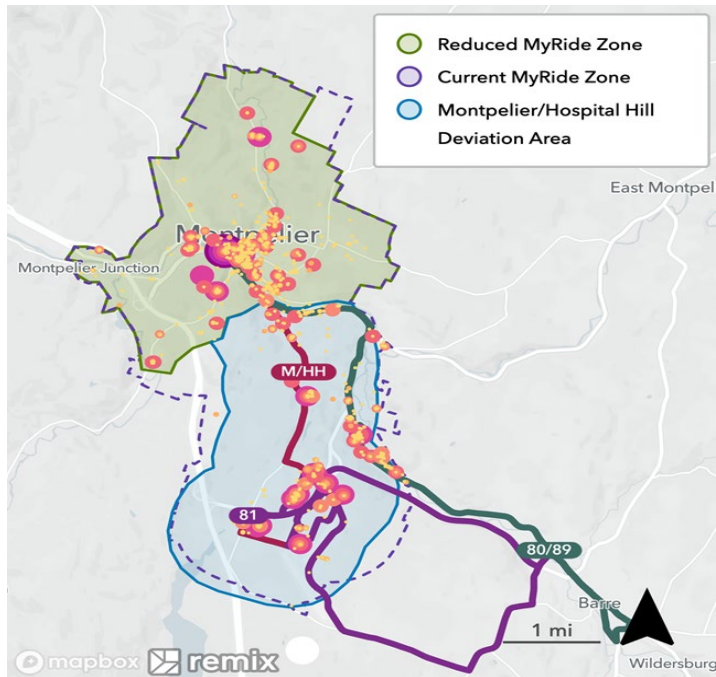 Reduced MyRide Zone
Current MyRide Zone
Montpelier/Hospital Hill
Deviation Area
East Montpel
Montpelier
Montpelier Junction
M/HH
81
80/89
Barre
1 mi
Wildersburg
mapbox remix